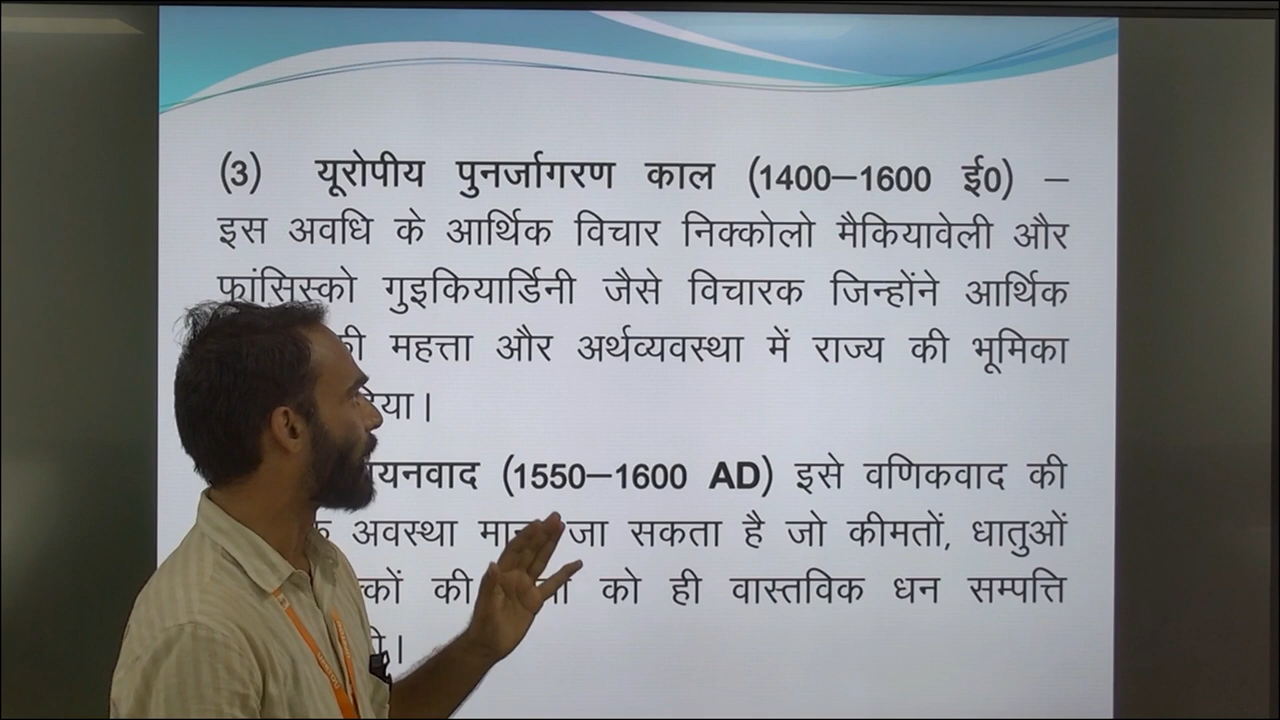 (3) यूरोपीय पुनर्जागरण काल (1400–1600 ई0) –
इस अवधि के आर्थिक विचार निक्कोलो मैकियावेली और
फ्रांसिस्को गुइकियार्डिनी जैसे विचारक जिन्होंने आर्थिक
की महत्ता और अर्थव्यवस्था में राज्य की भूमिका
(1550–1600 AD) इसे वणिकवाद की
अवस्था जा सकता है जो कीमतों, धातुओं
की को ही वास्तविक धन सम्पत्ति